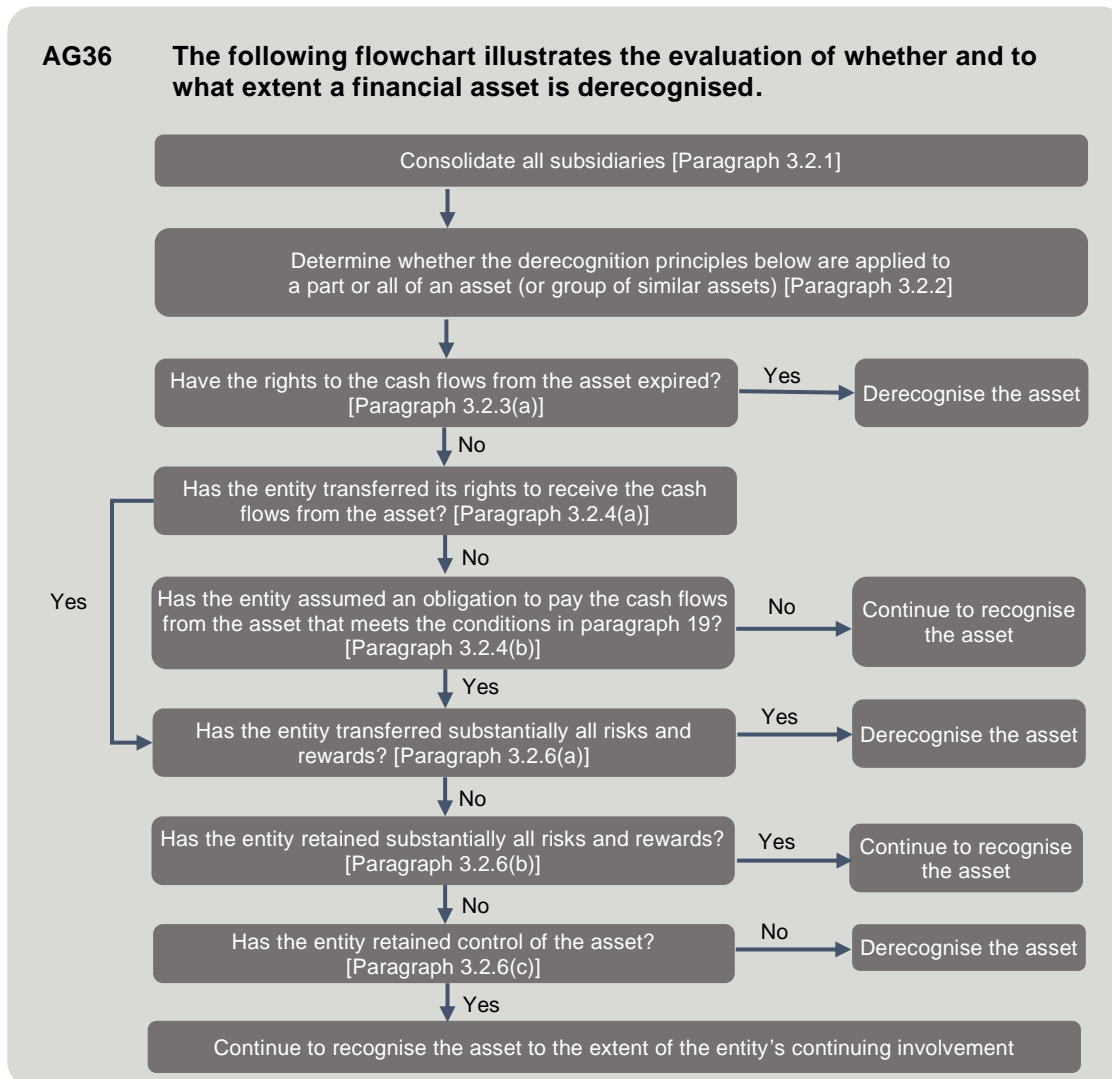 AG36 The following flowchart illustrates the evaluation of whether and to
what extent a financial asset is derecognised.
Consolidate all subsidiaries [Paragraph 3.2.1]
Determine whether the derecognition principles below are applied to
a part or all of an asset (or group of similar assets) [Paragraph 3.2.2]
Have the rights to the cash flows from the asset expired?
[Paragraph 3.2.3(a)]
Yes
Derecognise the asset
No
Has the entity transferred its rights to receive the cash
flows from the asset? [Paragraph 3.2.4(a)]
Yes
No
Has the entity assumed an obligation to pay the cash flows
from the asset that meets the conditions in paragraph 19?
[Paragraph 3.2.4(b)]
No
Continue to recognise
the asset
Yes
Has the entity transferred substantially all risks and
rewards? [Paragraph 3.2.6(a)]
Yes
Derecognise the asset
No
Has the entity retained substantially all risks and rewards?
[Paragraph 3.2.6(b)]
Yes
Continue to recognise
the asset
No
Has the entity retained control of the asset?
[Paragraph 3.2.6(c)]
No
Derecognise the asset
Yes
Continue to recognise the asset to the extent of the entity's continuing involvement